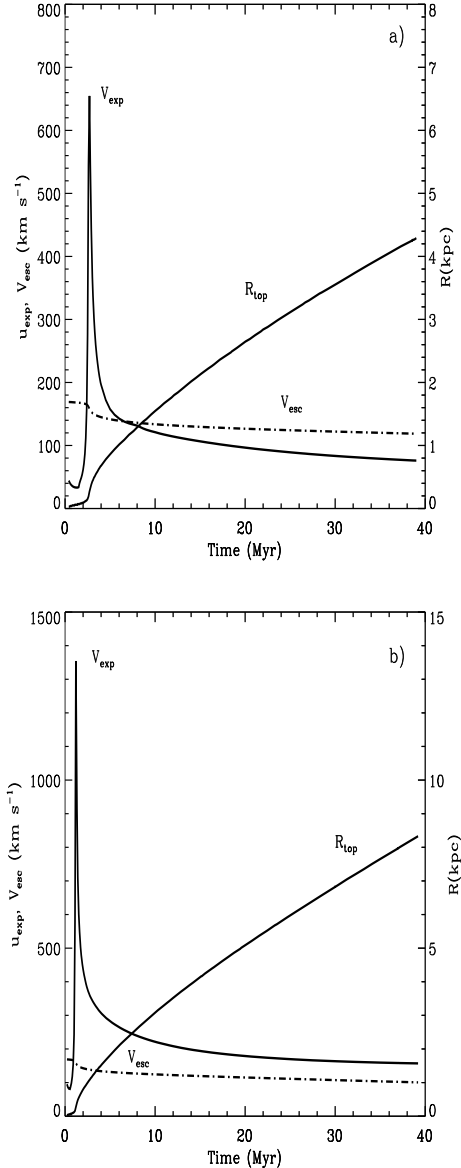 a)
800
700
600
500
400
300
200
100
0
8
7
6
5
4
3
2
1
0
V_exp
R_top
V_esc
u_exp, V_esc (km s⁻¹)
R(kpc)
0 10 20 30 40
Time (Myr)
b)
1500
1000
500
0
15
10
5
0
V_exp
R_top
V_esc
u_exp, V_esc (km s⁻¹)
R(kpc)
0 10 20 30 40
Time (Myr)